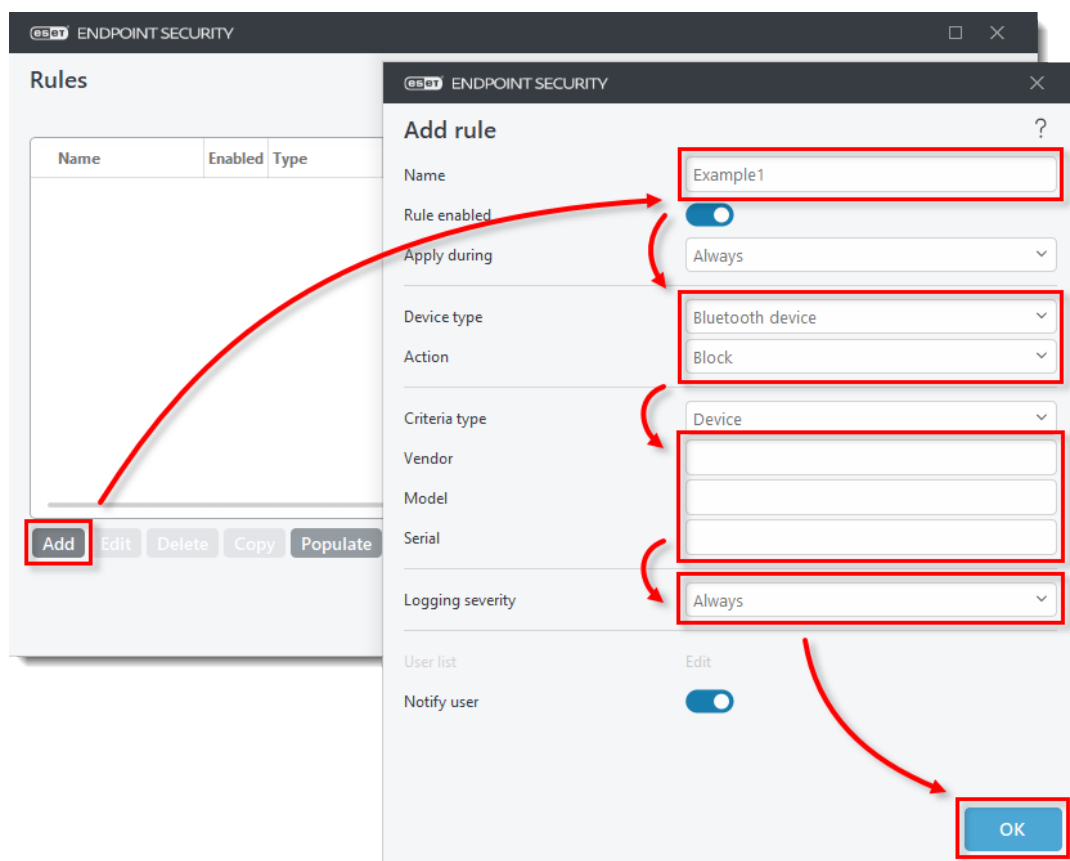 eset ENDPOINT SECURITY
Rules
Name Enabled Type
Add Edit Delete Copy Populate
eset ENDPOINT SECURITY
Add rule ?
Name Example1
Rule enabled
Apply during Always
Device type Bluetooth device
Action Block
Criteria type Device
Vendor
Model
Serial
Logging severity Always
User list Edit
Notify user
OK